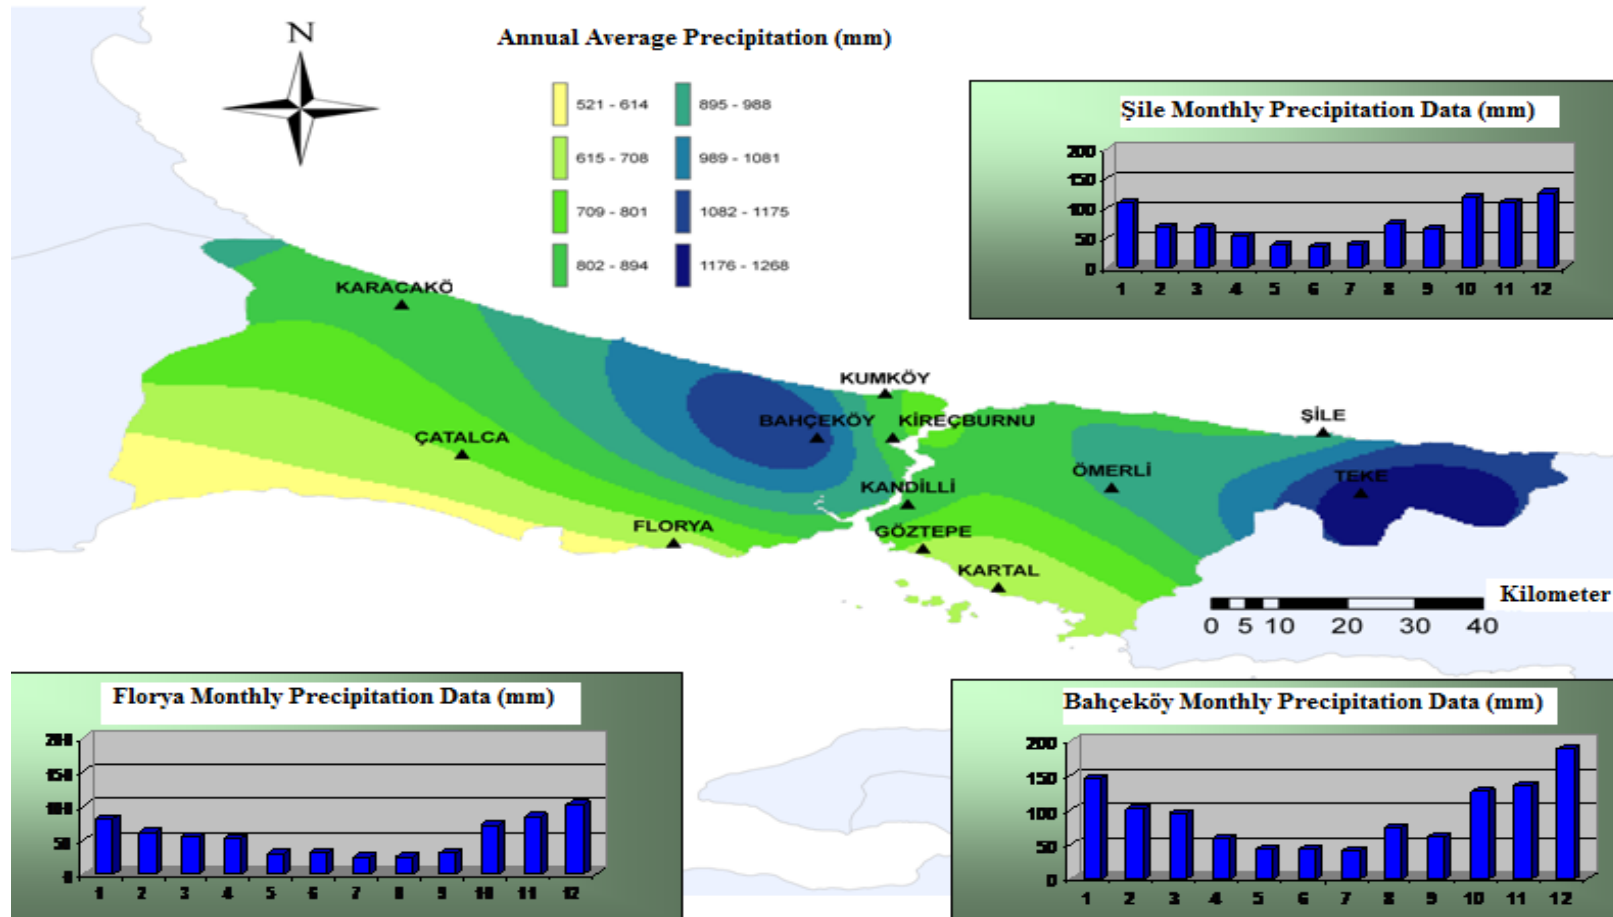 N
Annual Average Precipitation (mm)
521 - 614
895 - 988
615 - 708
989 - 1081
709 - 801
1082 - 1175
802 - 894
1176 - 1268
Şile Monthly Precipitation Data (mm)
200
150
100
50
0
1 2 3 4 5 6 7 8 9 10 11 12
KARACAKÖ
KUMKÖY
BAHÇEKÖY
KİREÇBURNU
ŞİLE
ÇATALCA
ÖMERLİ
TEKE
KANDİLLİ
FLORYA
GÖZTEPE
KARTAL
Kilometer
0 5 10 20 30 40
Florya Monthly Precipitation Data (mm)
200
150
100
50
0
1 2 3 4 5 6 7 8 9 10 11 12
Bahçeköy Monthly Precipitation Data (mm)
200
150
100
50
0
1 2 3 4 5 6 7 8 9 10 11 12